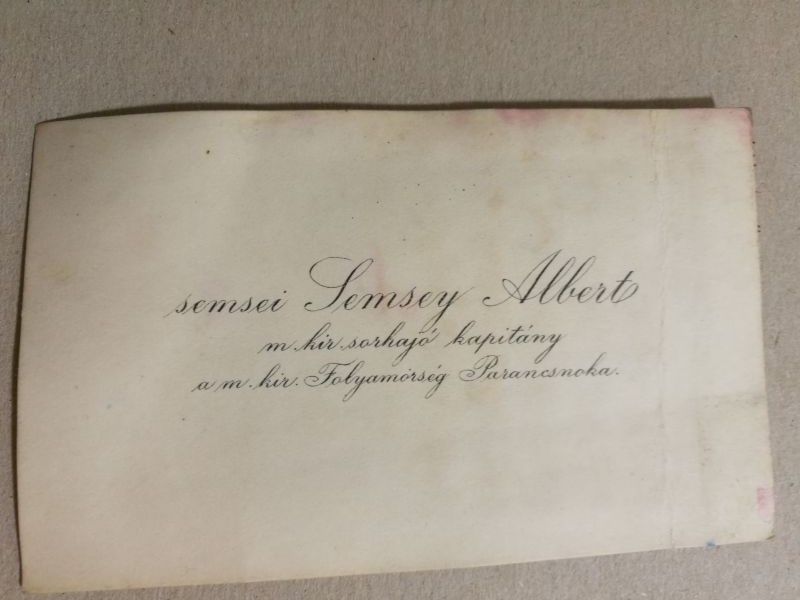 semsei Semsey Albert
m. kir. sorhajó kapitány
a m. kir. Folyamőrség Parancsnoka.